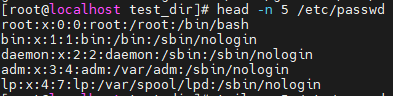 [root@localhost test_dir]# head -n 5 /etc/passwd
root:x:0:0:root:/root:/bin/bash
bin:x:1:1:bin:/bin:/sbin/nologin
daemon:x:2:2:daemon:/sbin:/sbin/nologin
adm:x:3:4:adm:/var/adm:/sbin/nologin
lp:x:4:7:lp:/var/spool/lpd:/sbin/nologin